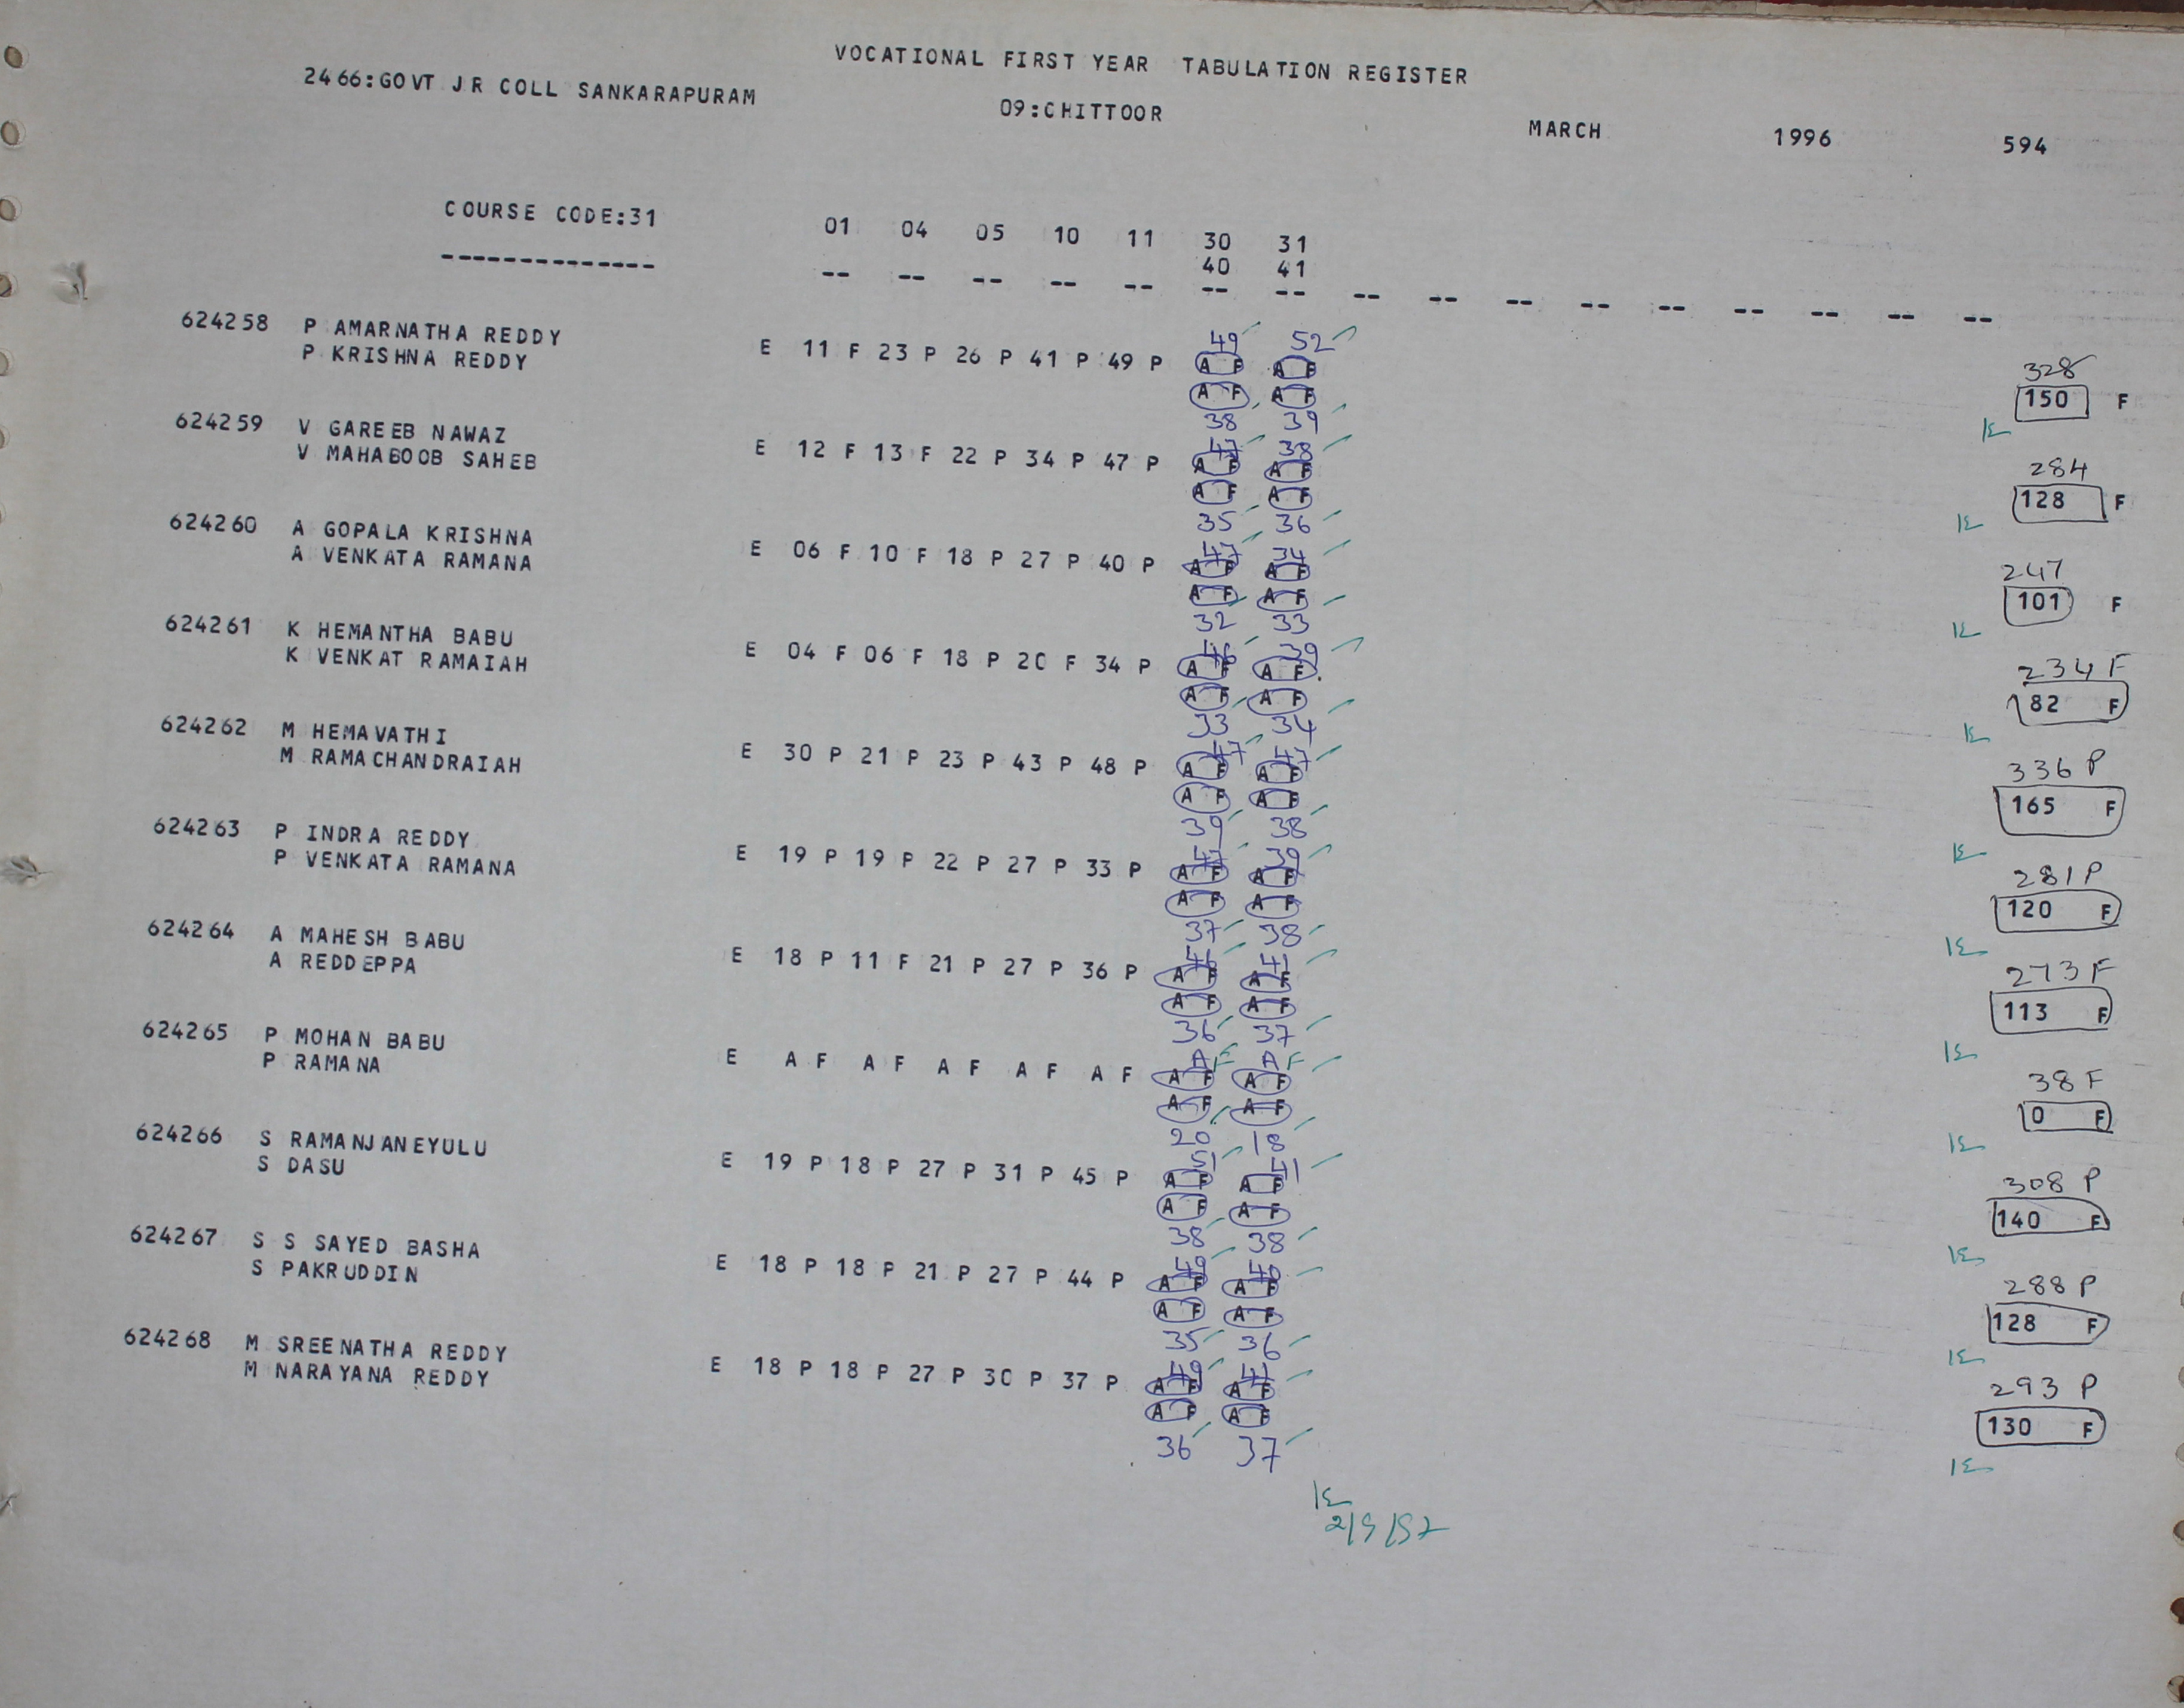 VOCATIONAL FIRST YEAR TABULATION REGISTER
2466:GOVT JR COLL SANKARAPURAM 09:CHITTOOR MARCH 1996 594
COURSE CODE:31 01 04 05 10 11 30 31
40 41
-------------- -- -- -- -- -- -- -- -- -- -- -- -- -- -- -- --
49 52
624258 P AMARNATHA REDDY E 11 F 23 P 26 P 41 P 49 P A F A F 328
P KRISHNA REDDY A F A F 150 F
38 39
47 38
624259 V GAREEB NAWAZ E 12 F 13 F 22 P 34 P 47 P A F A F 284
V MAHABOOB SAHEB A F A F 128 F
35 36
47 34
624260 A GOPALA KRISHNA E 06 F 10 F 18 P 27 P 40 P A F A F 247
A VENKATA RAMANA A F A F 101 F
32 33
46 39
624261 K HEMANTHA BABU E 04 F 06 F 18 P 20 F 34 P A F A F 234 F
K VENKAT RAMAIAH A F A F 82 F
33 34
47 47
624262 M HEMAVATHI E 30 P 21 P 23 P 43 P 48 P A F A F 336 P
M RAMACHANDRAIAH A F A F 165 F
39 38
47 39
624263 P INDRA REDDY E 19 P 19 P 22 P 27 P 33 P A F A F 281 P
P VENKATA RAMANA A F A F 120 F
37 38
46 41
624264 A MAHESH BABU E 18 P 11 F 21 P 27 P 36 P A F A F 273 F
A REDDEPPA A F A F 113 F
36 37
A F A F
624265 P MOHAN BABU E A F A F A F A F A F A F A F 38 F
P RAMANA A F A F 0 F
20 18
51 41
624266 S RAMANJANEYULU E 19 P 18 P 27 P 31 P 45 P A F A F 308 P
S DASU A F A F 140 F
38 38
49 40
624267 S S SAYED BASHA E 18 P 18 P 21 P 27 P 44 P A F A F 288 P
S PAKRUDDIN A F A F 128 F
35 36
49 41
624268 M SREENATHA REDDY E 18 P 18 P 27 P 30 P 37 P A F A F 293 P
M NARAYANA REDDY A F A F 130 F
36 37